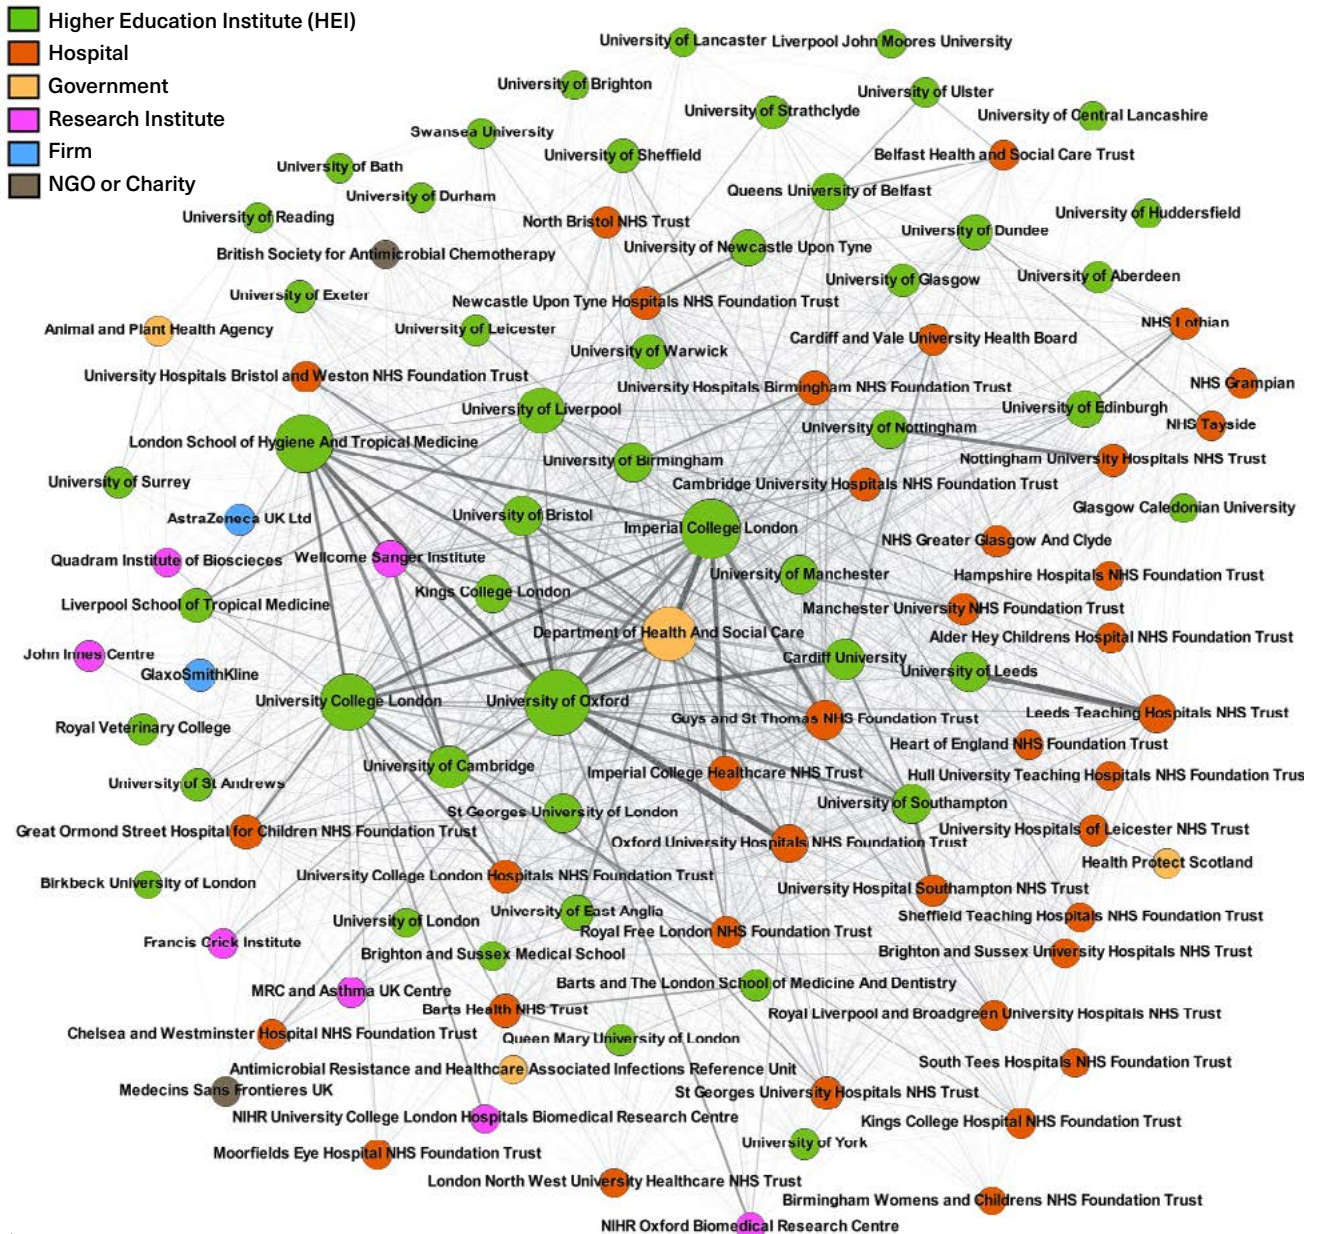 Higher Education Institute (HEI)
Hospital
Government
Research Institute
Firm
NGO or Charity
University of Lancaster
Liverpool John Moores University
University of Brighton
University of Ulster
University of Strathclyde
University of Central Lancashire
Swansea University
University of Sheffield
Belfast Health and Social Care Trust
University of Bath
Queens University of Belfast
University of Durham
University of Reading
North Bristol NHS Trust
University of Huddersfield
University of Dundee
British Society for Antimicrobial Chemotherapy
University of Newcastle Upon Tyne
University of Glasgow
University of Aberdeen
University of Exeter
Newcastle Upon Tyne Hospitals NHS Foundation Trust
Animal and Plant Health Agency
University of Leicester
NHS Lothian
Cardiff and Vale University Health Board
University of Warwick
University Hospitals Bristol and Weston NHS Foundation Trust
University Hospitals Birmingham NHS Foundation Trust
NHS Grampian
University of Liverpool
University of Edinburgh
NHS Tayside
University of Nottingham
London School of Hygiene And Tropical Medicine
University of Birmingham
Nottingham University Hospitals NHS Trust
University of Surrey
Cambridge University Hospitals NHS Foundation Trust
Glasgow Caledonian University
AstraZeneca UK Ltd
University of Bristol
Imperial College London
NHS Greater Glasgow And Clyde
Quadram Institute of Bioscieces
Wellcome Sanger Institute
University of Manchester
Hampshire Hospitals NHS Foundation Trust
Kings College London
Liverpool School of Tropical Medicine
Manchester University NHS Foundation Trust
Department of Health And Social Care
Alder Hey Childrens Hospital NHS Foundation Trust
John Innes Centre
Cardiff University
GlaxoSmithKline
University of Leeds
University College London
University of Oxford
Leeds Teaching Hospitals NHS Trust
Guys and St Thomas NHS Foundation Trust
Royal Veterinary College
Heart of England NHS Foundation Trust
University of Cambridge
Imperial College Healthcare NHS Trust
Hull University Teaching Hospitals NHS Foundation Trus
University of St Andrews
University of Southampton
St Georges University of London
Great Ormond Street Hospital for Children NHS Foundation Trust
University Hospitals of Leicester NHS Trust
Oxford University Hospitals NHS Foundation Trust
Health Protect Scotland
University College London Hospitals NHS Foundation Trust
Birkbeck University of London
University Hospital Southampton NHS Trust
University of East Anglia
Sheffield Teaching Hospitals NHS Foundation Trust
University of London
Royal Free London NHS Foundation Trust
Francis Crick Institute
Brighton and Sussex Medical School
Brighton and Sussex University Hospitals NHS Trust
MRC and Asthma UK Centre
Barts and The London School of Medicine And Dentistry
Barts Health NHS Trust
Royal Liverpool and Broadgreen University Hospitals NHS Trust
Chelsea and Westminster Hospital NHS Foundation Trust
Queen Mary University of London
Antimicrobial Resistance and Healthcare Associated Infections Reference Unit
South Tees Hospitals NHS Foundation Trust
Medecins Sans Frontieres UK
St Georges University Hospitals NHS Trust
NIHR University College London Hospitals Biomedical Research Centre
Kings College Hospital NHS Foundation Trust
University of York
Moorfields Eye Hospital NHS Foundation Trust
London North West University Healthcare NHS Trust
Birmingham Womens and Childrens NHS Foundation Trust
NIHR Oxford Biomedical Research Centre